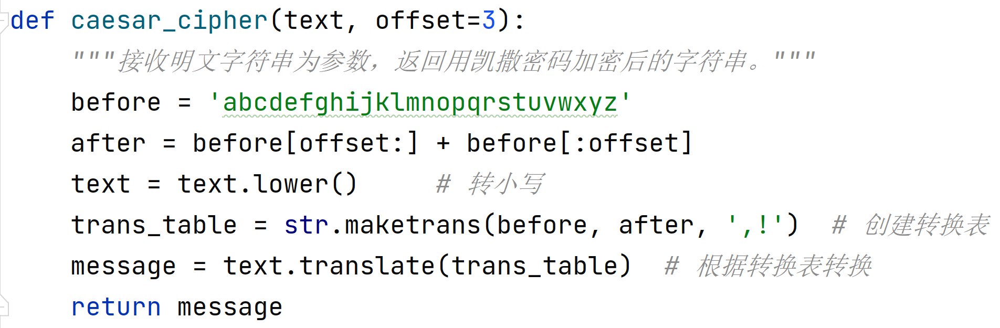 def caesar_cipher(text, offset=3):
    """接收明文字符串为参数，返回用凯撒密码加密后的字符串。"""
    before = 'abcdefghijklmnopqrstuvwxyz'
    after = before[offset:] + before[:offset]
    text = text.lower()     # 转小写
    trans_table = str.maketrans(before, after, ',!')  # 创建转换表
    message = text.translate(trans_table)  # 根据转换表转换
    return message